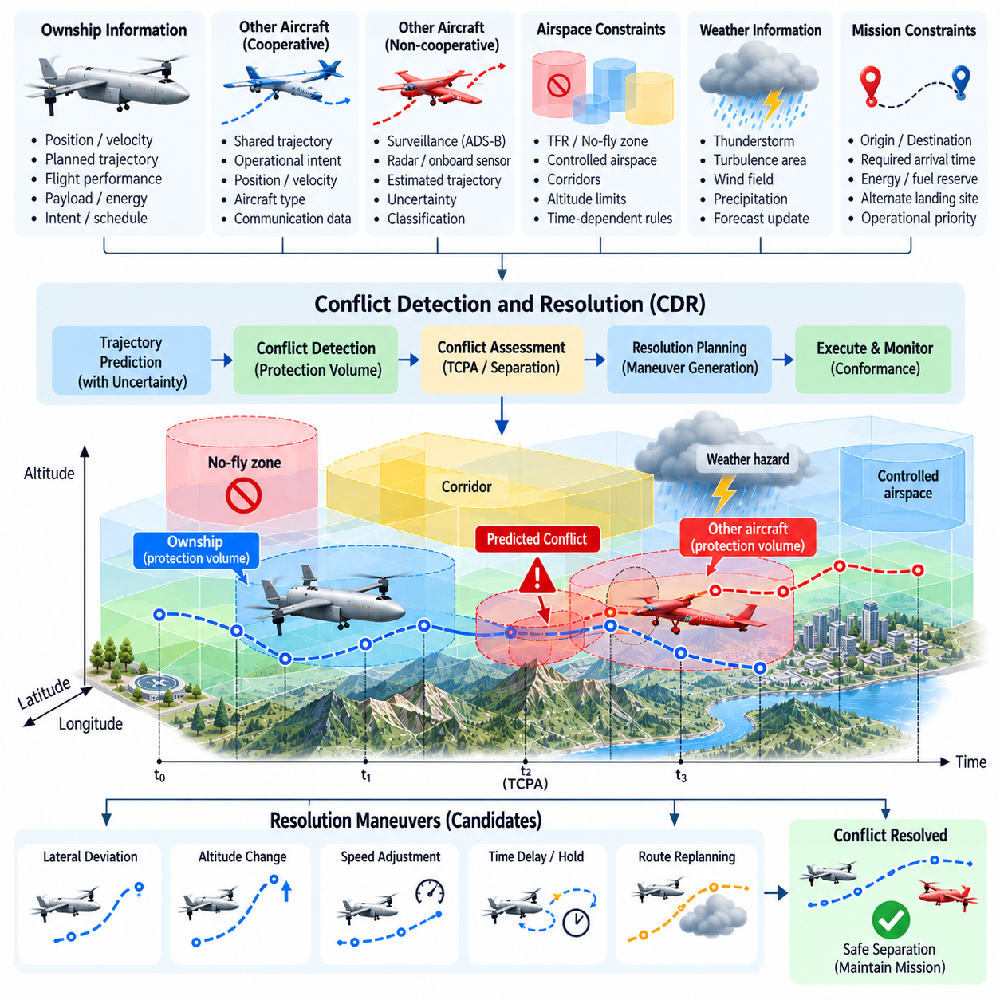 Ownship Information
• Position / velocity
• Planned trajectory
• Flight performance
• Payload / energy
• Intent / schedule
Other Aircraft
(Cooperative)
• Shared trajectory
• Operational intent
• Position / velocity
• Aircraft type
• Communication data
Other Aircraft
(Non-cooperative)
• Surveillance (ADS-B)
• Radar / onboard sensor
• Estimated trajectory
• Uncertainty
• Classification
Airspace Constraints
• TFR / No-fly zone
• Controlled airspace
• Corridors
• Altitude limits
• Time-dependent rules
Weather Information
• Thunderstorm
• Turbulence area
• Wind field
• Precipitation
• Forecast update
Mission Constraints
• Origin / Destination
• Required arrival time
• Energy / fuel reserve
• Alternate landing site
• Operational priority
Conflict Detection and Resolution (CDR)
Trajectory
Prediction
(with Uncertainty)
Conflict Detection
(Protection Volume)
Conflict Assessment
(TCPA / Separation)
Resolution Planning
(Maneuver Generation)
Execute & Monitor
(Conformance)
Altitude
No-fly zone
Corridor
Weather hazard
Controlled
airspace
Ownship
(protection volume)
Predicted Conflict
Other aircraft
(protection volume)
Latitude
Longitude
t0
t1
t2
(TCPA)
t3
Time
Resolution Maneuvers (Candidates)
Lateral Deviation
Altitude Change
Speed Adjustment
Time Delay / Hold
Route Replanning
Conflict Resolved
Safe Separation
(Maintain Mission)